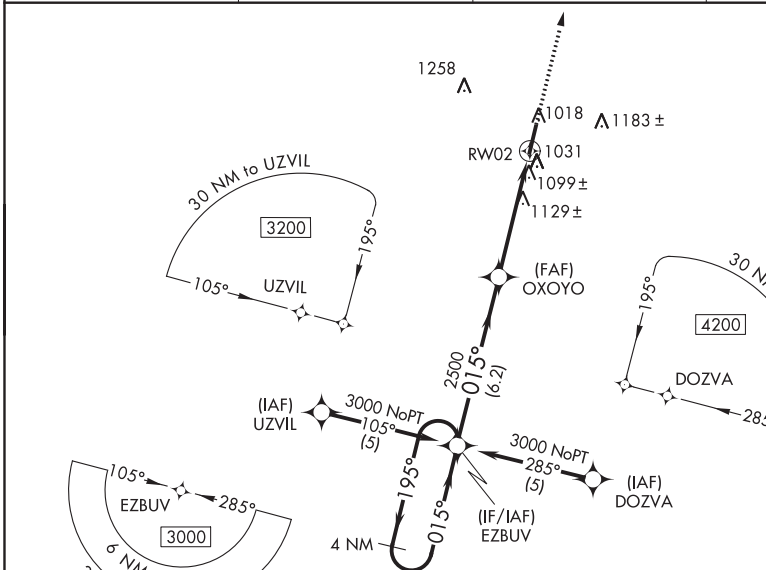 1258
1018
1183 ±
RW02
1031
1099 ±
1129 ±
30 NM to UZVIL
3200
195°
105°
UZVIL
(FAF)
OXOYO
30 NM
195°
4200
DOZVA
285°
2500
015°
(6.2)
(IAF)
UZVIL
3000 NoPT
105°
(5)
3000 NoPT
285°
(5)
(IAF)
DOZVA
195°
015°
(IF/IAF)
EZBUV
4 NM
105°
285°
EZBUV
3000
6 NM